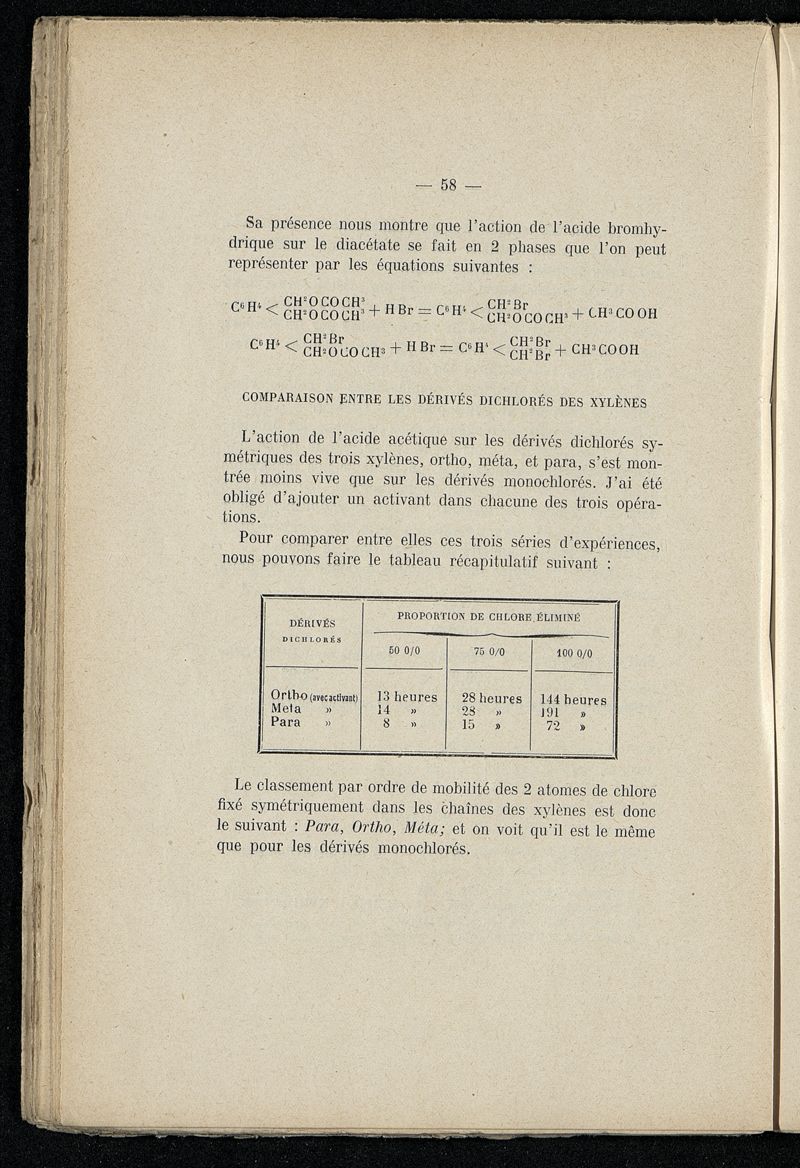 — 58 —
Sa présence nous montre que l'action de l'acide bromhy-
drique sur le diacétate se fait en 2 phases que l'on peut
représenter par les équations suivantes :
C⁶H⁴ < CH²OCOCH³ CH²OCOCH³ + HBr = C⁶H⁴ < CH²Br CH²OCOCH³ + CH³COOH
C⁶H⁴ < CH²Br CH²OCOCH³ + HBr = C⁶H⁴ < CH²Br CH²Br + CH³COOH
COMPARAISON ENTRE LES DÉRIVÉS DICHLORÉS DES XYLÈNES
L'action de l'acide acétique sur les dérivés dichlorés sy-
métriques des trois xylènes, ortho, méta, et para, s'est mon-
trée moins vive que sur les dérivés monochlorés. J'ai été
obligé d'ajouter un activant dans chacune des trois opéra-
tions.
Pour comparer entre elles ces trois séries d'expériences,
nous pouvons faire le tableau récapitulatif suivant :
DÉRIVÉS
DICHLORÉS
PROPORTION DE CHLORE ÉLIMINÉ
50 0/0 75 0/0 100 0/0
Ortho (avec activant) 13 heures 28 heures 144 heures
Meta » 14 » 28 » 191 »
Para » 8 » 15 » 72 »
Le classement par ordre de mobilité des 2 atomes de chlore
fixé symétriquement dans les chaînes des xylènes est donc
le suivant : Para, Ortho, Méta; et on voit qu'il est le même
que pour les dérivés monochlorés.